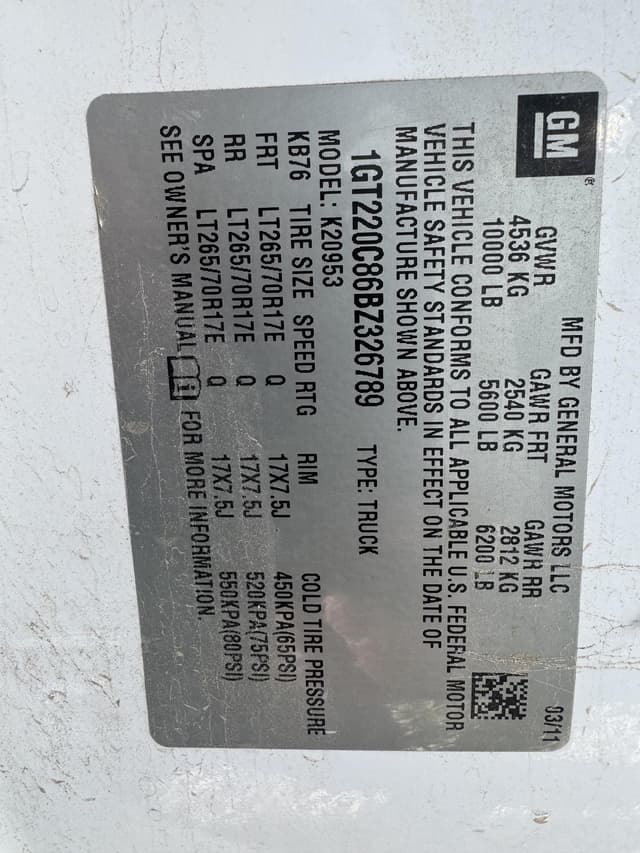 GM®
MFD BY GENERAL MOTORS LLC 03/11
GVWR GAWR FRT GAWR RR
4536 KG 2540 KG 2812 KG
10000 LB 5600 LB 6200 LB
THIS VEHICLE CONFORMS TO ALL APPLICABLE U.S. FEDERAL MOTOR
VEHICLE SAFETY STANDARDS IN EFFECT ON THE DATE OF
MANUFACTURE SHOWN ABOVE.
1GT220C86BZ326789 TYPE: TRUCK
MODEL: K20953
KB76 TIRE SIZE SPEED RTG RIM COLD TIRE PRESSURE
FRT LT265/70R17E Q 17X7.5J 450KPA(65PSI)
RR LT265/70R17E Q 17X7.5J 520KPA(75PSI)
SPA LT265/70R17E Q 17X7.5J 550KPA(80PSI)
SEE OWNER'S MANUAL FOR MORE INFORMATION.